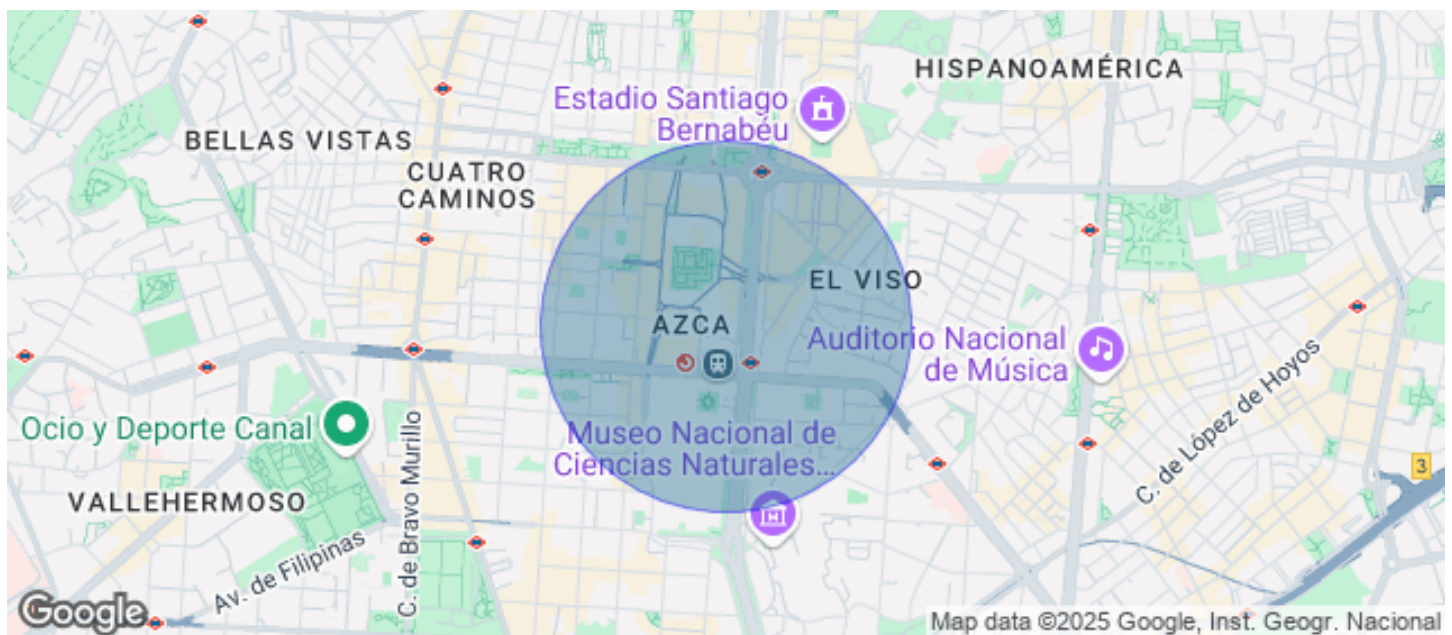 HISPANOAMÉRICA
Estadio Santiago
Bernabéu
BELLAS VISTAS
CUATRO
CAMINOS
EL VISO
AZCA
Auditorio Nacional
de Música
Ocio y Deporte Canal
Museo Nacional de
Ciencias Naturales...
C. de López de Hoyos
C. de Bravo Murillo
3
VALLEHERMOSO
Av. de Filipinas
Google
Map data ©2025 Google, Inst. Geogr. Nacional